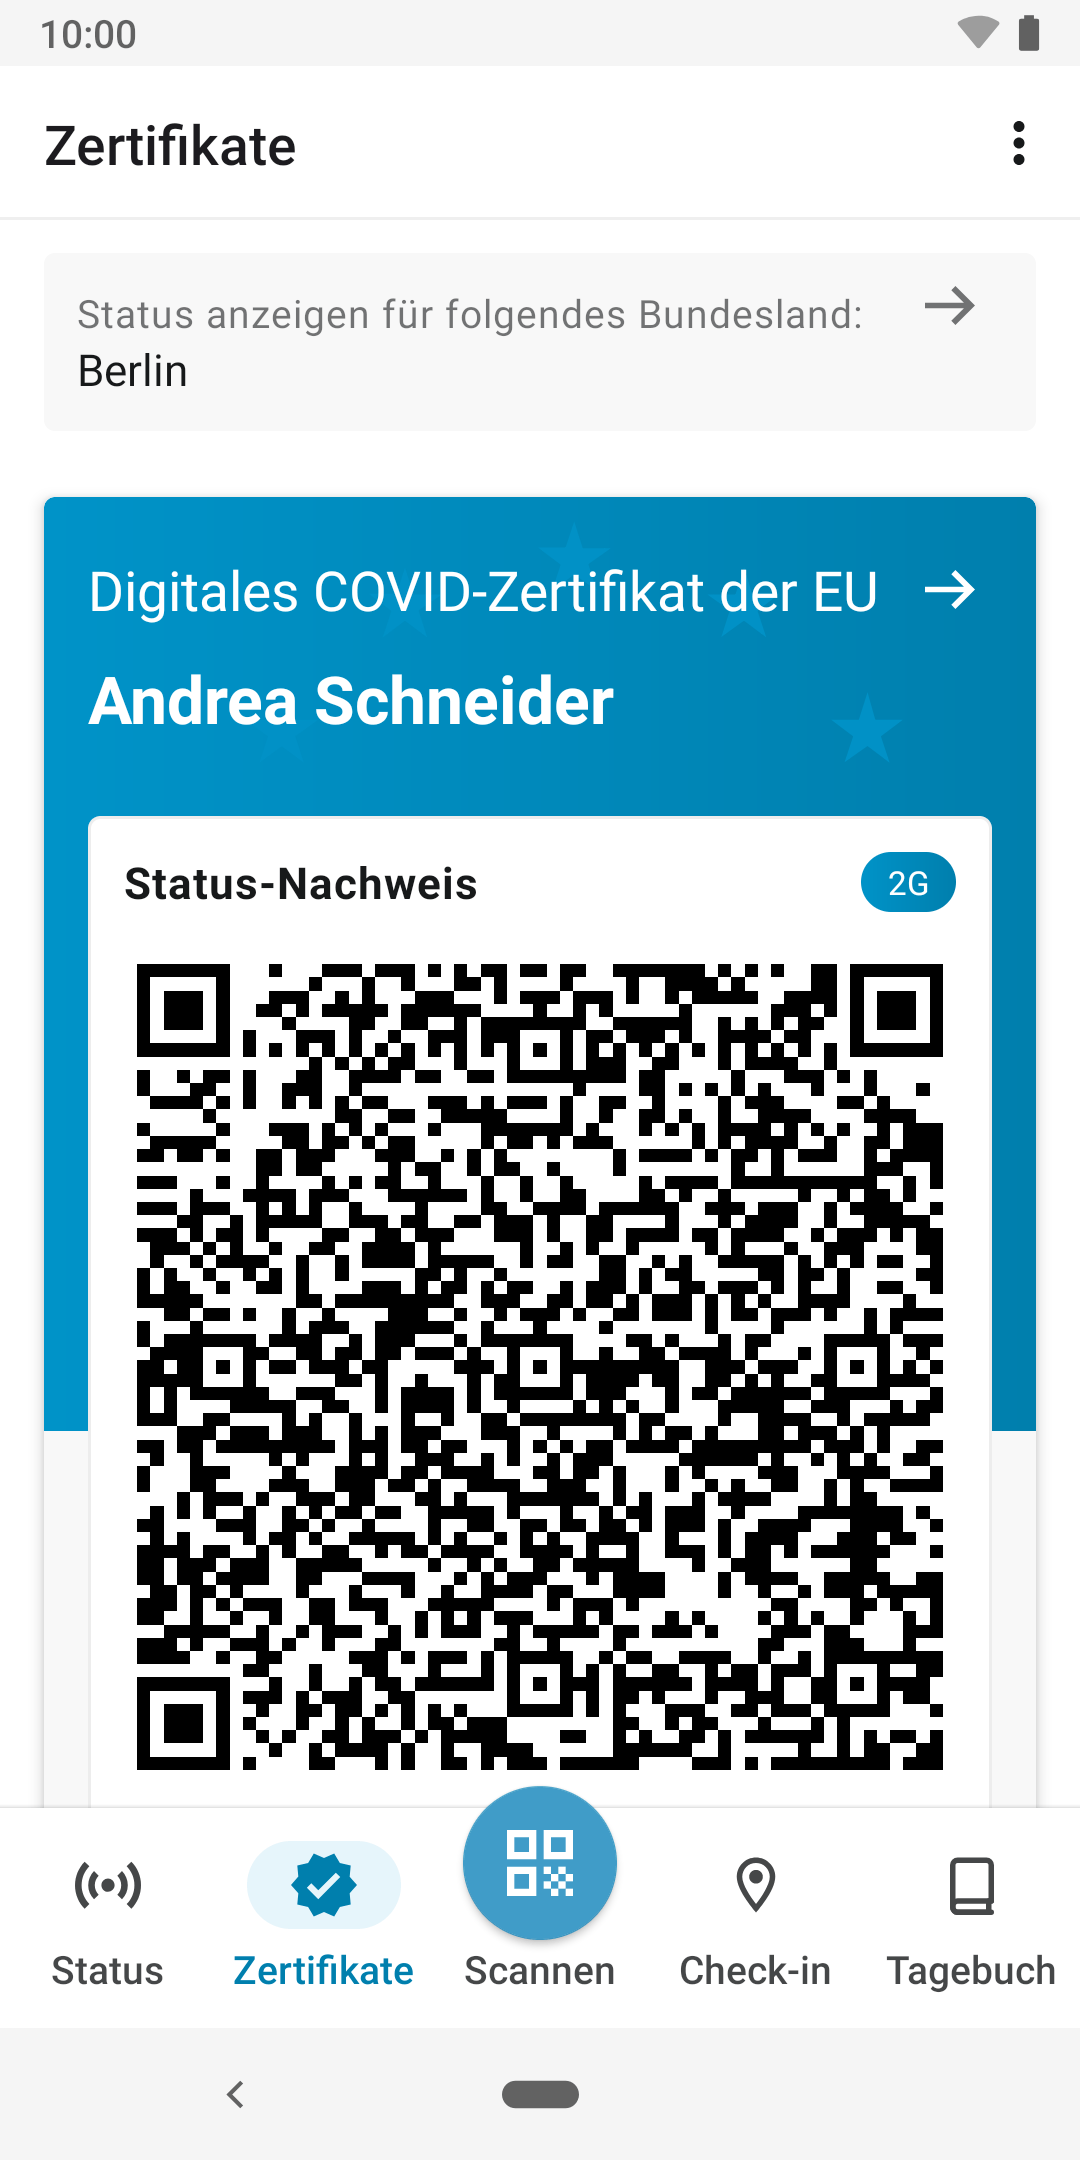 10:00
Zertifikate
Status anzeigen für folgendes Bundesland:
Berlin
Digitales COVID-Zertifikat der EU
Andrea Schneider
Status-Nachweis
2G
Status
Zertifikate
Scannen
Check-in
Tagebuch